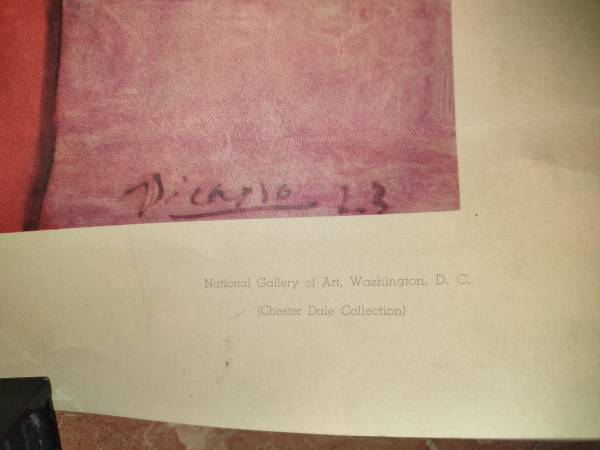 Picasso 23
National Gallery of Art, Washington, D. C.
(Chester Dale Collection)